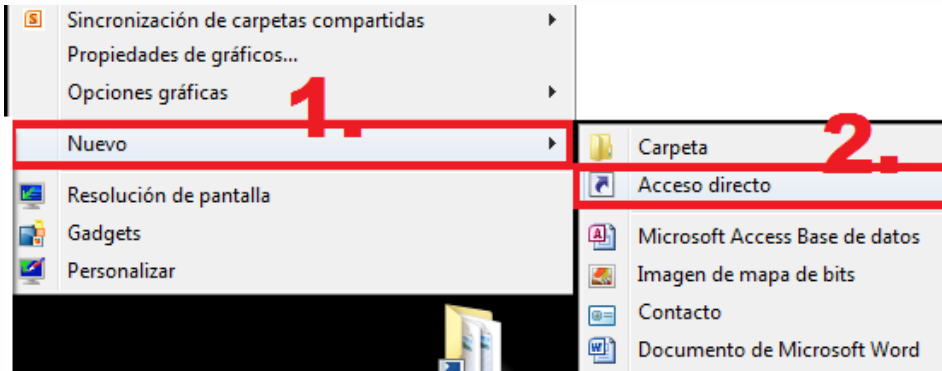 Sincronización de carpetas compartidas
Propiedades de gráficos...
Opciones gráficas
1.
Nuevo
Resolución de pantalla
Gadgets
Personalizar
2.
Carpeta
Acceso directo
Microsoft Access Base de datos
Imagen de mapa de bits
Contacto
Documento de Microsoft Word